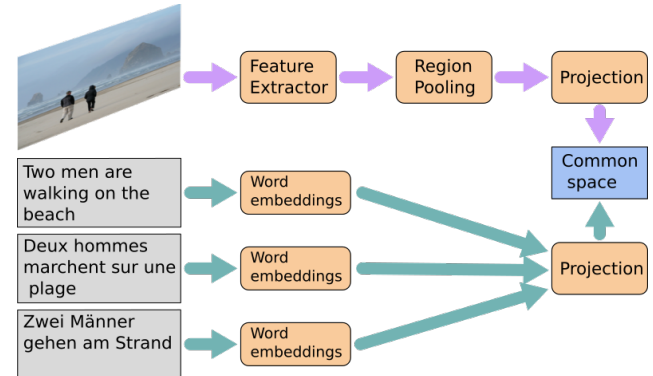 Feature
Extractor
Region
Pooling
Projection
Common
space
Two men are
walking on the
beach
Word
embeddings
Deux hommes
marchent sur une
plage
Word
embeddings
Projection
Zwei Männer
gehen am Strand
Word
embeddings